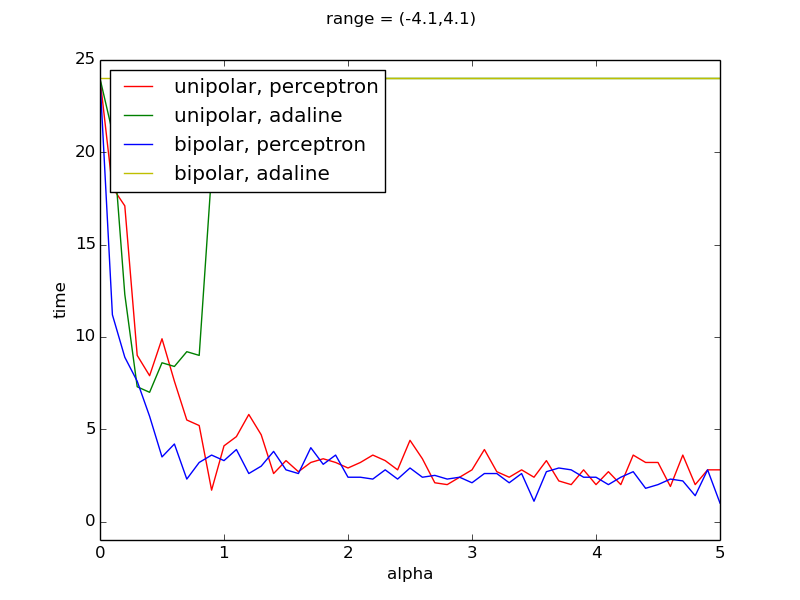 range = (-4.1,4.1)
25
20
15
10
5
0
time
unipolar, perceptron
unipolar, adaline
bipolar, perceptron
bipolar, adaline
0 1 2 3 4 5
alpha